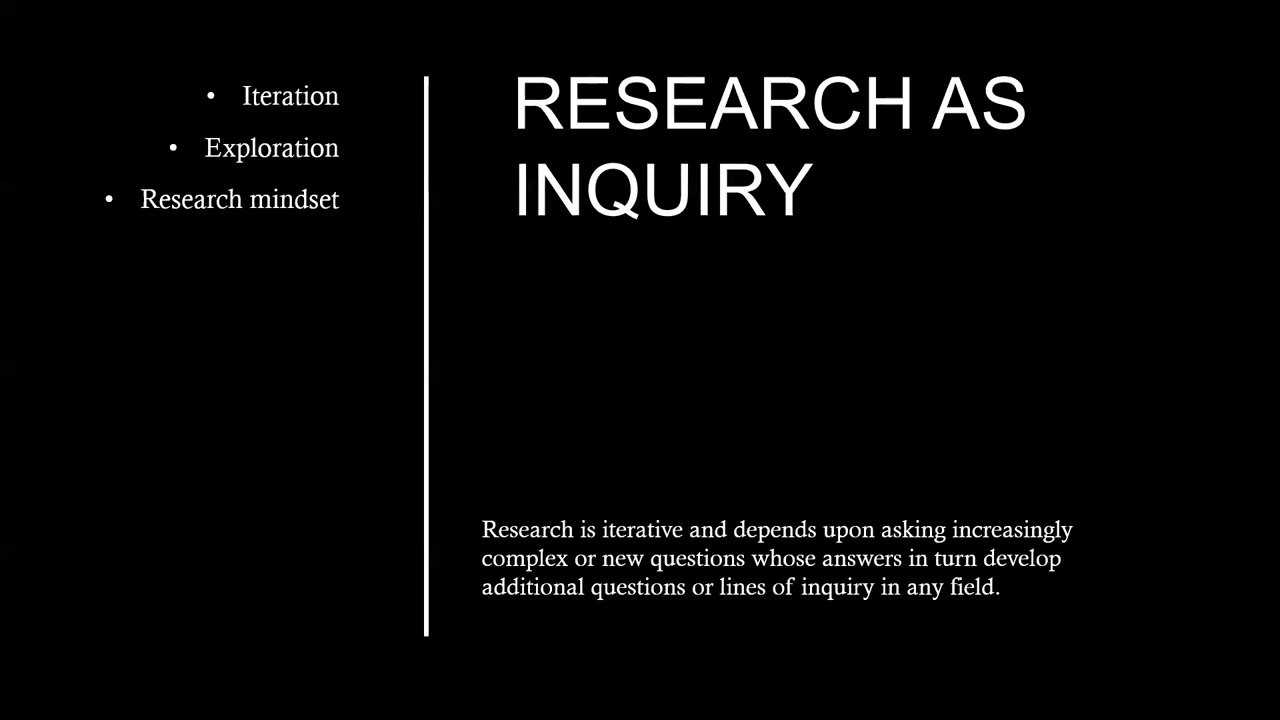 • Iteration
• Exploration
• Research mindset
RESEARCH AS
INQUIRY
Research is iterative and depends upon asking increasingly
complex or new questions whose answers in turn develop
additional questions or lines of inquiry in any field.